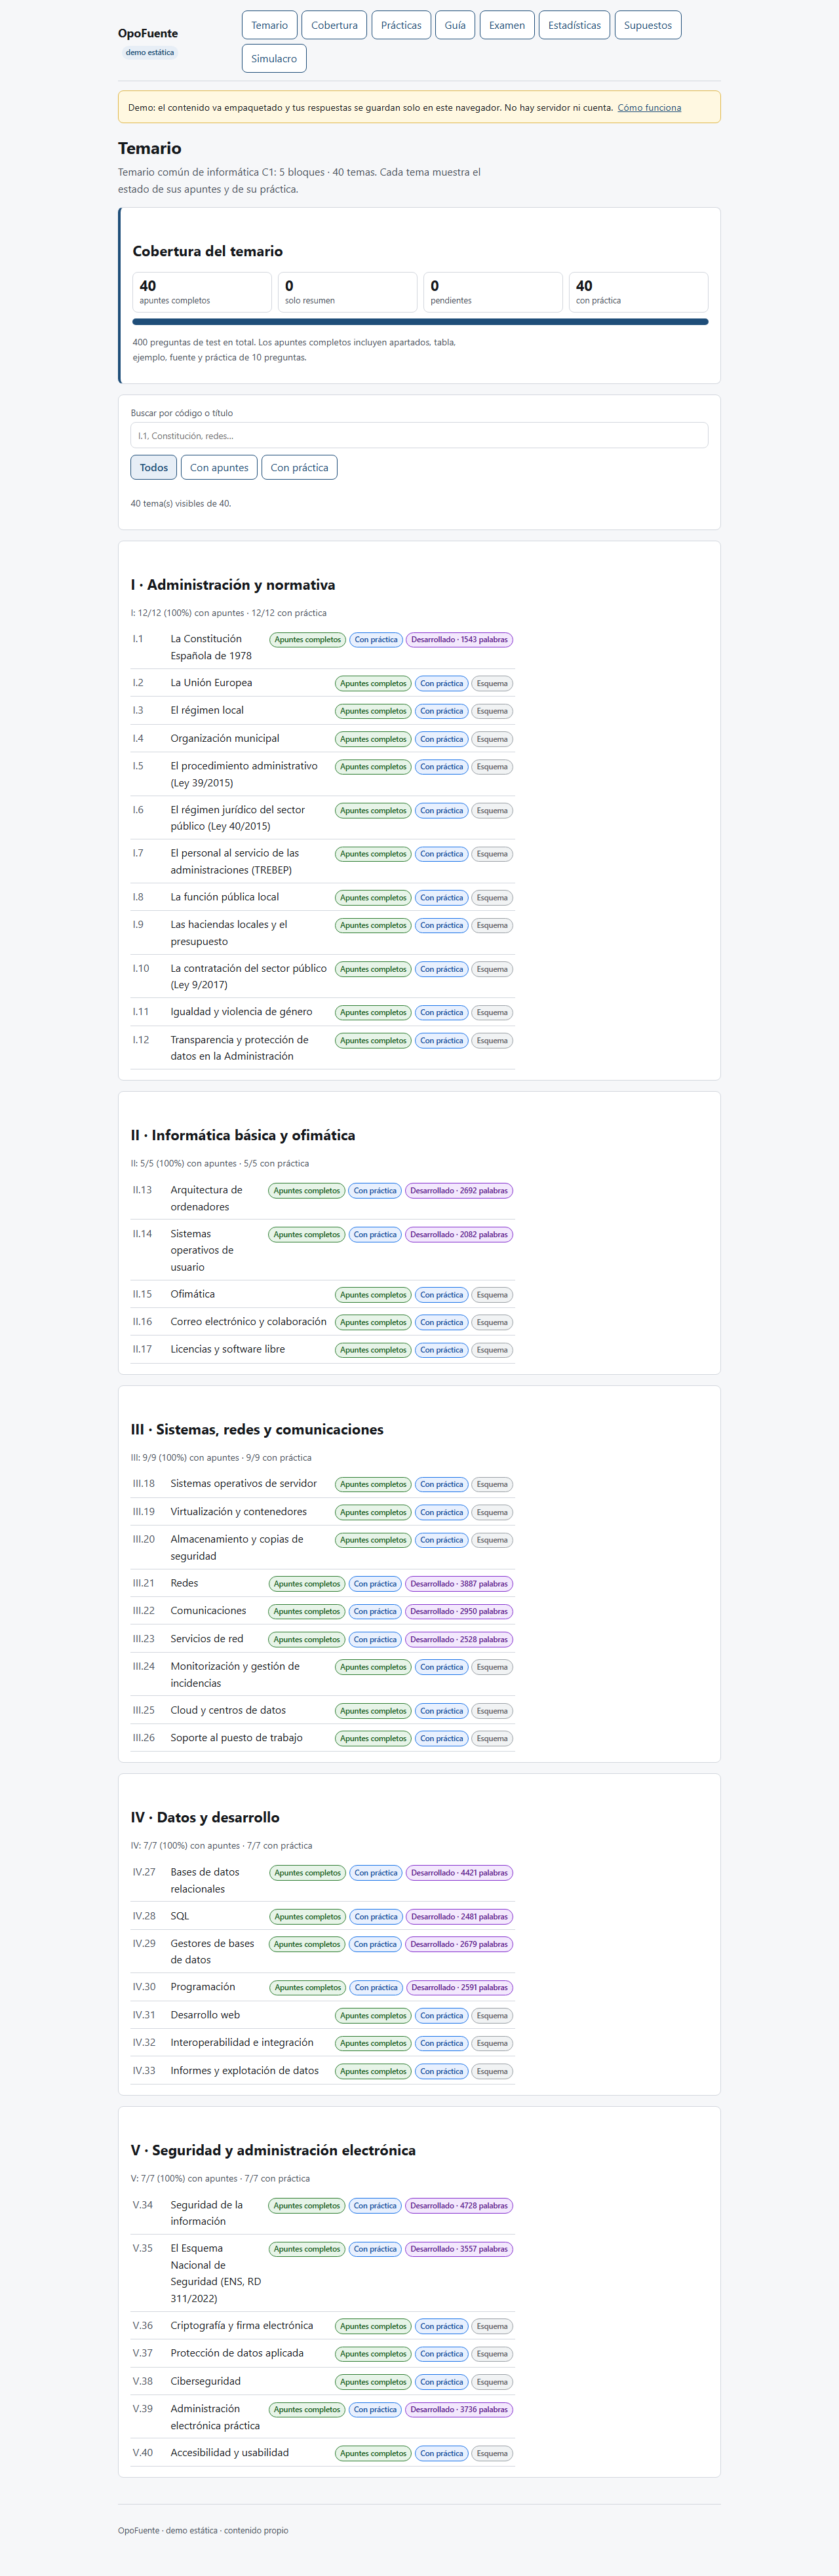 OpoFuente
demo estática
Temario
Cobertura
Prácticas
Guía
Examen
Estadísticas
Supuestos
Simulacro
Demo: el contenido va empaquetado y tus respuestas se guardan solo en este navegador. No hay servidor ni cuenta. Cómo funciona
Temario
Temario común de informática C1: 5 bloques · 40 temas. Cada tema muestra el
estado de sus apuntes y de su práctica.
Cobertura del temario
40
apuntes completos
0
solo resumen
0
pendientes
40
con práctica
400 preguntas de test en total. Los apuntes completos incluyen apartados, tabla,
ejemplo, fuente y práctica de 10 preguntas.
Buscar por código o título
I.1, Constitución, redes...
Todos
Con apuntes
Con práctica
40 tema(s) visibles de 40.
I · Administración y normativa
I: 12/12 (100%) con apuntes · 12/12 con práctica
I.1 La Constitución Apuntes completos Con práctica Desarrollado · 1543 palabras
Española de 1978
I.2 La Unión Europea Apuntes completos Con práctica Esquema
I.3 El régimen local Apuntes completos Con práctica Esquema
I.4 Organización municipal Apuntes completos Con práctica Esquema
I.5 El procedimiento administrativo Apuntes completos Con práctica Esquema
(Ley 39/2015)
I.6 El régimen jurídico del sector Apuntes completos Con práctica Esquema
público (Ley 40/2015)
I.7 El personal al servicio de las Apuntes completos Con práctica Esquema
administraciones (TREBEP)
I.8 La función pública local Apuntes completos Con práctica Esquema
I.9 Las haciendas locales y el Apuntes completos Con práctica Esquema
presupuesto
I.10 La contratación del sector público Apuntes completos Con práctica Esquema
(Ley 9/2017)
I.11 Igualdad y violencia de género Apuntes completos Con práctica Esquema
I.12 Transparencia y protección de Apuntes completos Con práctica Esquema
datos en la Administración
II · Informática básica y ofimática
II: 5/5 (100%) con apuntes · 5/5 con práctica
II.13 Arquitectura de Apuntes completos Con práctica Desarrollado · 2692 palabras
ordenadores
II.14 Sistemas Apuntes completos Con práctica Desarrollado · 2082 palabras
operativos de
usuario
II.15 Ofimática Apuntes completos Con práctica Esquema
II.16 Correo electrónico y colaboración Apuntes completos Con práctica Esquema
II.17 Licencias y software libre Apuntes completos Con práctica Esquema
III · Sistemas, redes y comunicaciones
III: 9/9 (100%) con apuntes · 9/9 con práctica
III.18 Sistemas operativos de servidor Apuntes completos Con práctica Esquema
III.19 Virtualización y contenedores Apuntes completos Con práctica Esquema
III.20 Almacenamiento y copias de Apuntes completos Con práctica Esquema
seguridad
III.21 Redes Apuntes completos Con práctica Desarrollado · 3887 palabras
III.22 Comunicaciones Apuntes completos Con práctica Desarrollado · 2950 palabras
III.23 Servicios de red Apuntes completos Con práctica Desarrollado · 2528 palabras
III.24 Monitorización y gestión de Apuntes completos Con práctica Esquema
incidencias
III.25 Cloud y centros de datos Apuntes completos Con práctica Esquema
III.26 Soporte al puesto de trabajo Apuntes completos Con práctica Esquema
IV · Datos y desarrollo
IV: 7/7 (100%) con apuntes · 7/7 con práctica
IV.27 Bases de datos Apuntes completos Con práctica Desarrollado · 4421 palabras
relacionales
IV.28 SQL Apuntes completos Con práctica Desarrollado · 2481 palabras
IV.29 Gestores de bases Apuntes completos Con práctica Desarrollado · 2679 palabras
de datos
IV.30 Programación Apuntes completos Con práctica Desarrollado · 2591 palabras
IV.31 Desarrollo web Apuntes completos Con práctica Esquema
IV.32 Interoperabilidad e integración Apuntes completos Con práctica Esquema
IV.33 Informes y explotación de datos Apuntes completos Con práctica Esquema
V · Seguridad y administración electrónica
V: 7/7 (100%) con apuntes · 7/7 con práctica
V.34 Seguridad de la Apuntes completos Con práctica Desarrollado · 4728 palabras
información
V.35 El Esquema Apuntes completos Con práctica Desarrollado · 3557 palabras
Nacional de
Seguridad (ENS, RD
311/2022)
V.36 Criptografía y firma electrónica Apuntes completos Con práctica Esquema
V.37 Protección de datos aplicada Apuntes completos Con práctica Esquema
V.38 Ciberseguridad Apuntes completos Con práctica Esquema
V.39 Administración Apuntes completos Con práctica Desarrollado · 3736 palabras
electrónica práctica
V.40 Accesibilidad y usabilidad Apuntes completos Con práctica Esquema
OpoFuente · demo estática · contenido propio